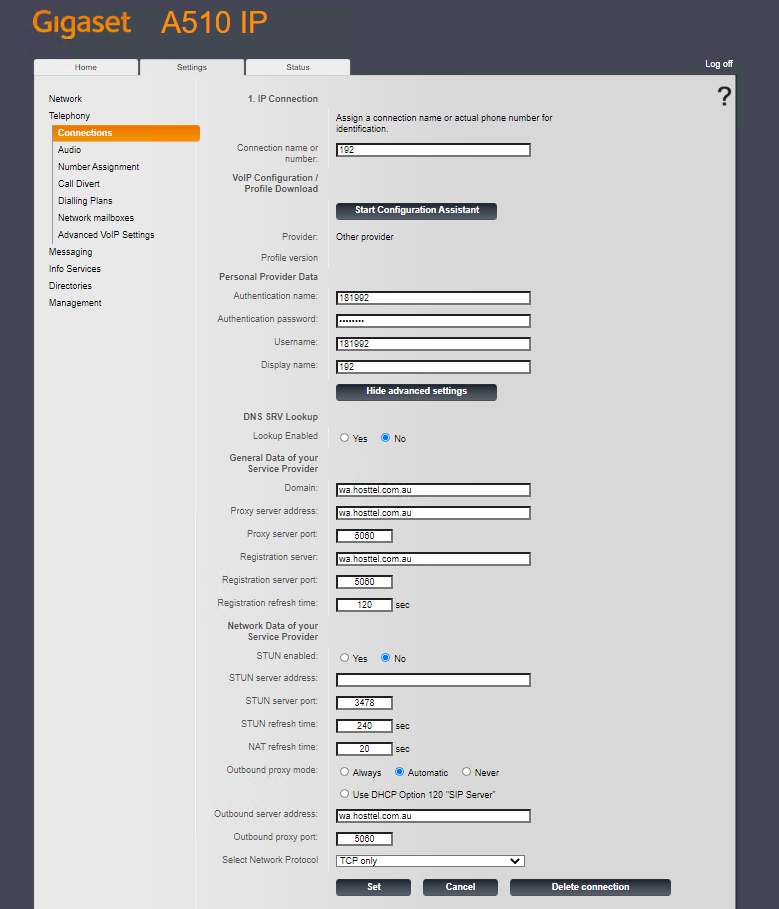 Gigaset A510 IP
Home Settings Status Log off
Network
Telephony
Connections
Audio
Number Assignment
Call Divert
Dialling Plans
Network mailboxes
Advanced VoIP Settings
Messaging
Info Services
Directories
Management
?
1. IP Connection
Assign a connection name or actual phone number for
identification.
Connection name or
number: 192
VoIP Configuration /
Profile Download
Start Configuration Assistant
Provider: Other provider
Profile version
Personal Provider Data
Authentication name: 181992
Authentication password: ••••••••
Username: 181992
Display name: 192
Hide advanced settings
DNS SRV Lookup
Lookup Enabled Yes No
General Data of your
Service Provider
Domain: wa.hosttel.com.au
Proxy server address: wa.hosttel.com.au
Proxy server port: 5060
Registration server: wa.hosttel.com.au
Registration server port: 5060
Registration refresh time: 120 sec
Network Data of your
Service Provider
STUN enabled: Yes No
STUN server address:
STUN server port: 3478
STUN refresh time: 240 sec
NAT refresh time: 20 sec
Outbound proxy mode: Always Automatic Never
Use DHCP Option 120 "SIP Server"
Outbound server address: wa.hosttel.com.au
Outbound proxy port: 5060
Select Network Protocol TCP only
Set Cancel Delete connection